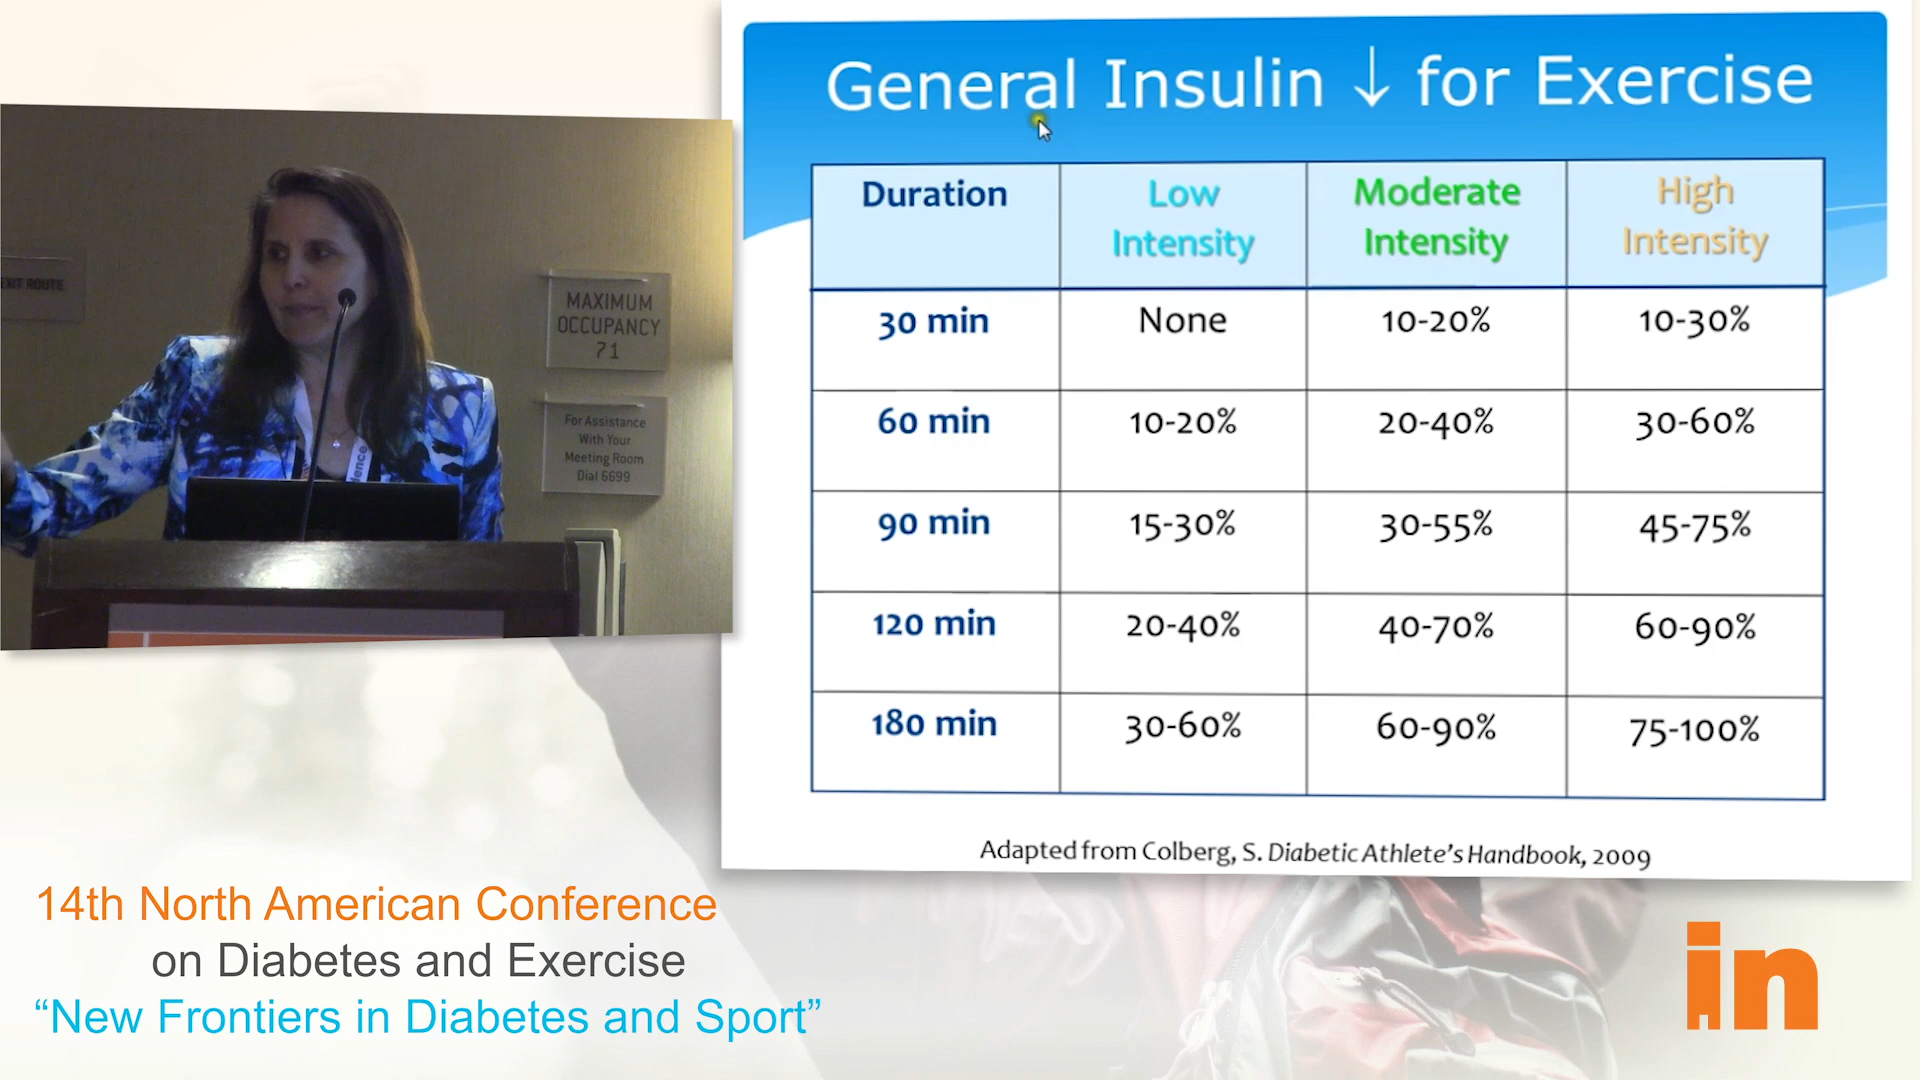 General Insulin ↓ for Exercise
Duration Low Intensity Moderate Intensity High Intensity
30 min None 10-20% 10-30%
60 min 10-20% 20-40% 30-60%
90 min 15-30% 30-55% 45-75%
120 min 20-40% 40-70% 60-90%
180 min 30-60% 60-90% 75-100%
Adapted from Colberg, S. Diabetic Athlete's Handbook, 2009
EXIT ROUTE
MAXIMUM
OCCUPANCY
71
For Assistance
With Your
Meeting Room
Dial 6699
14th North American Conference
on Diabetes and Exercise
“New Frontiers in Diabetes and Sport”
in